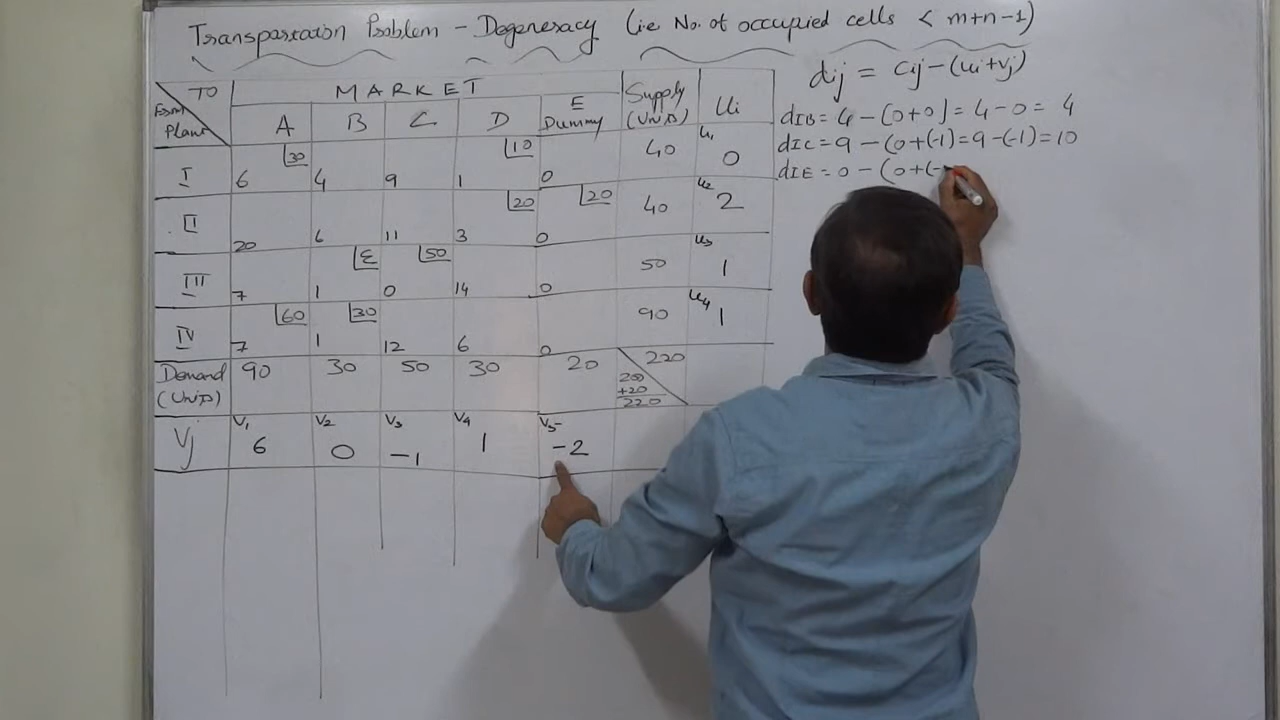 Transportation Problem - Degeneracy (i.e No. of occupied cells < m+n-1)
TO
From Plant
MARKET
A B C D E Dummy
Supply (Unit)
Ui
I 6 30 4 9 1 10 0 40 u1 0
II 20 6 11 3 20 0 20 40 u2 2
III 7 1 ε 0 50 14 0 50 u3 1
IV 7 60 1 30 12 6 0 90 u4 1
Demand (Unit) 90 30 50 30 20 220
200
+20
220
Vj V1 6 V2 0 V3 -1 V4 1 V5 -2
dij = Cij - (ui+vj)
dIB = 4 - (0+0) = 4 - 0 = 4
dIC = 9 - (0+(-1) = 9 - (-1) = 10
dIE = 0 - (0+(-